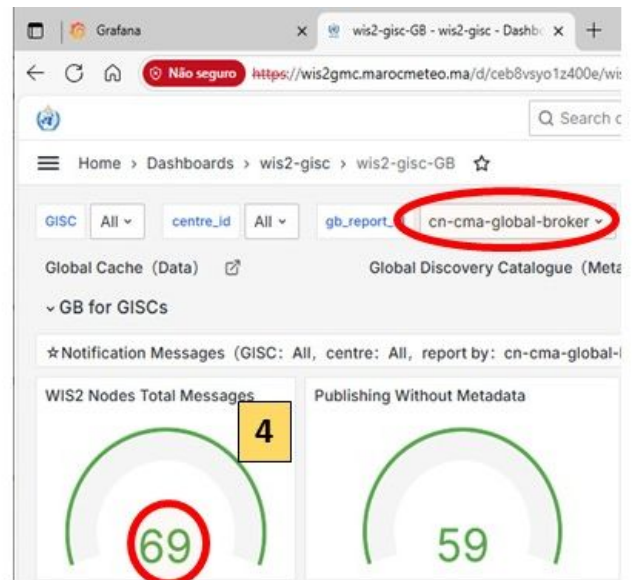 Grafana
wis2-gisc-GB - wis2-gisc - Dashbo
Não seguro https://wis2gmc.marocmeteo.ma/d/ceb8vsyo1z400e/wi
Search
Home > Dashboards > wis2-gisc > wis2-gisc-GB
GISC All centre_id All gb_report_ cn-cma-global-broker
Global Cache (Data) Global Discovery Catalogue (Meta
GB for GISCs
☆Notification Messages (GISC: All, centre: All, report by: cn-cma-global-
WIS2 Nodes Total Messages Publishing Without Metadata
4
69 59